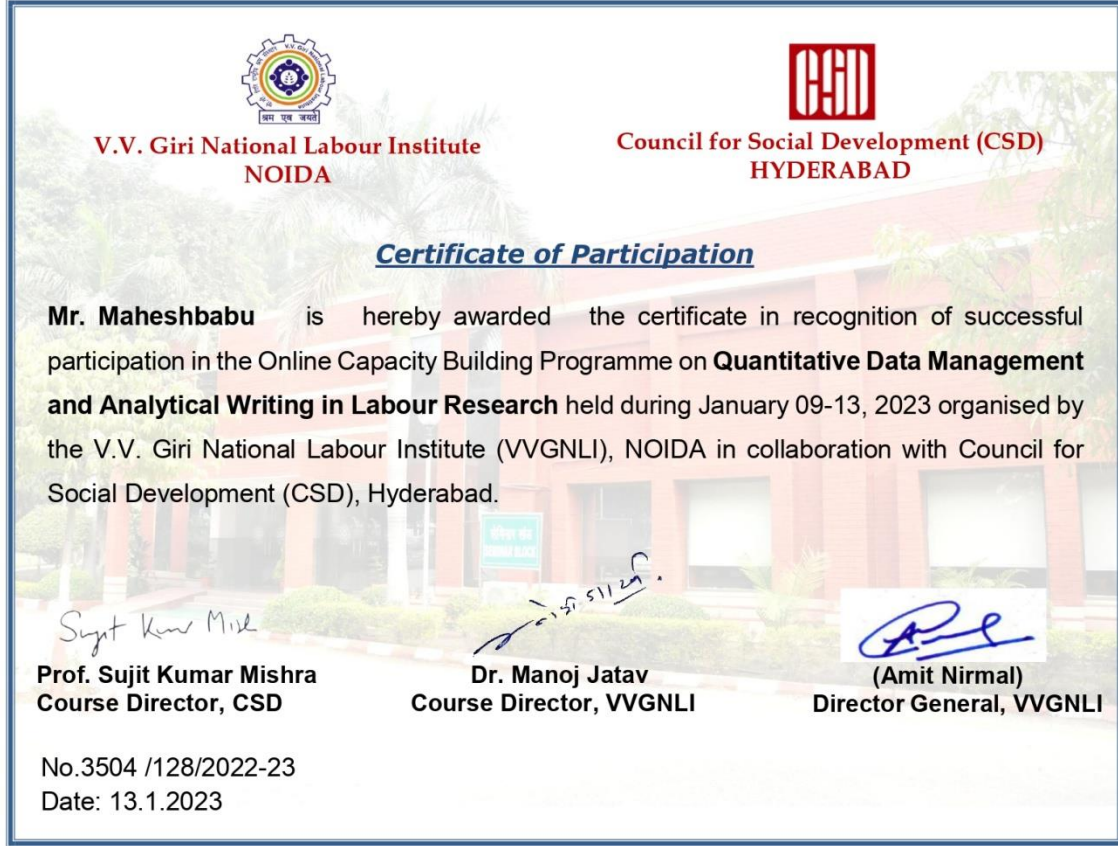 श्रम एव जयते
V.V. Giri National Labour Institute
NOIDA
Council for Social Development (CSD)
HYDERABAD
Certificate of Participation
Mr. Maheshbabu is hereby awarded the certificate in recognition of successful
participation in the Online Capacity Building Programme on Quantitative Data Management
and Analytical Writing in Labour Research held during January 09-13, 2023 organised by
the V.V. Giri National Labour Institute (VVGNLI), NOIDA in collaboration with Council for
Social Development (CSD), Hyderabad.
Prof. Sujit Kumar Mishra
Course Director, CSD
Dr. Manoj Jatav
Course Director, VVGNLI
(Amit Nirmal)
Director General, VVGNLI
No.3504 /128/2022-23
Date: 13.1.2023